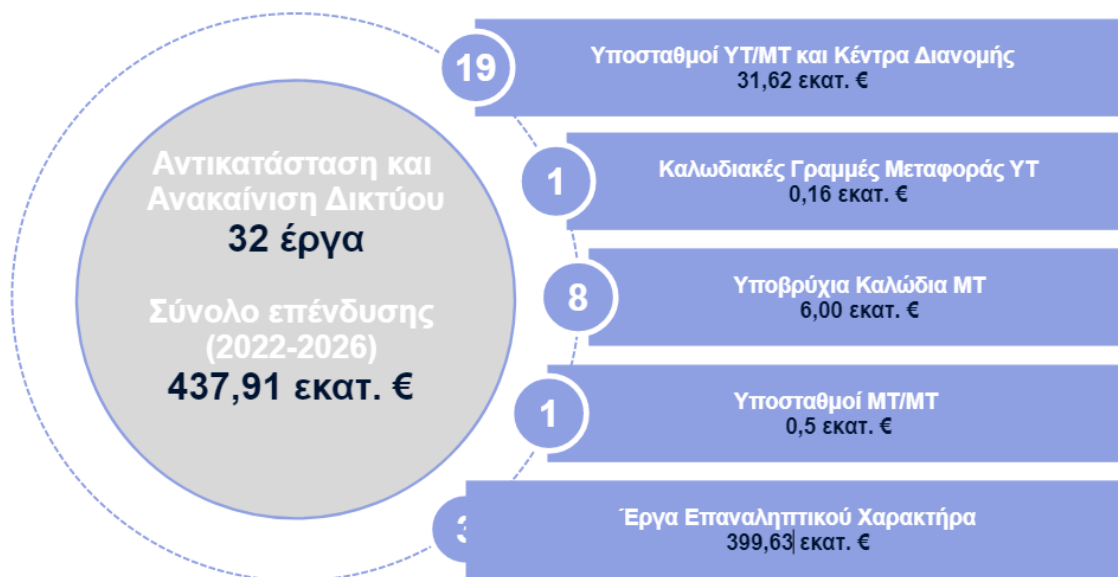 Αντικατάσταση και
Ανακαίνιση Δικτύου
32 έργα
Σύνολο επένδυσης
(2022-2026)
437,91 εκατ. €
19
Υποσταθμοί ΥΤ/ΜΤ και Κέντρα Διανομής
31,62 εκατ. €
1
Καλωδιακές Γραμμές Μεταφοράς ΥΤ
0,16 εκατ. €
8
Υποβρύχια Καλώδια ΜΤ
6,00 εκατ. €
1
Υποσταθμοί ΜΤ/ΜΤ
0,5 εκατ. €
3
Έργα Επαναληπτικού Χαρακτήρα
399,63 εκατ. €